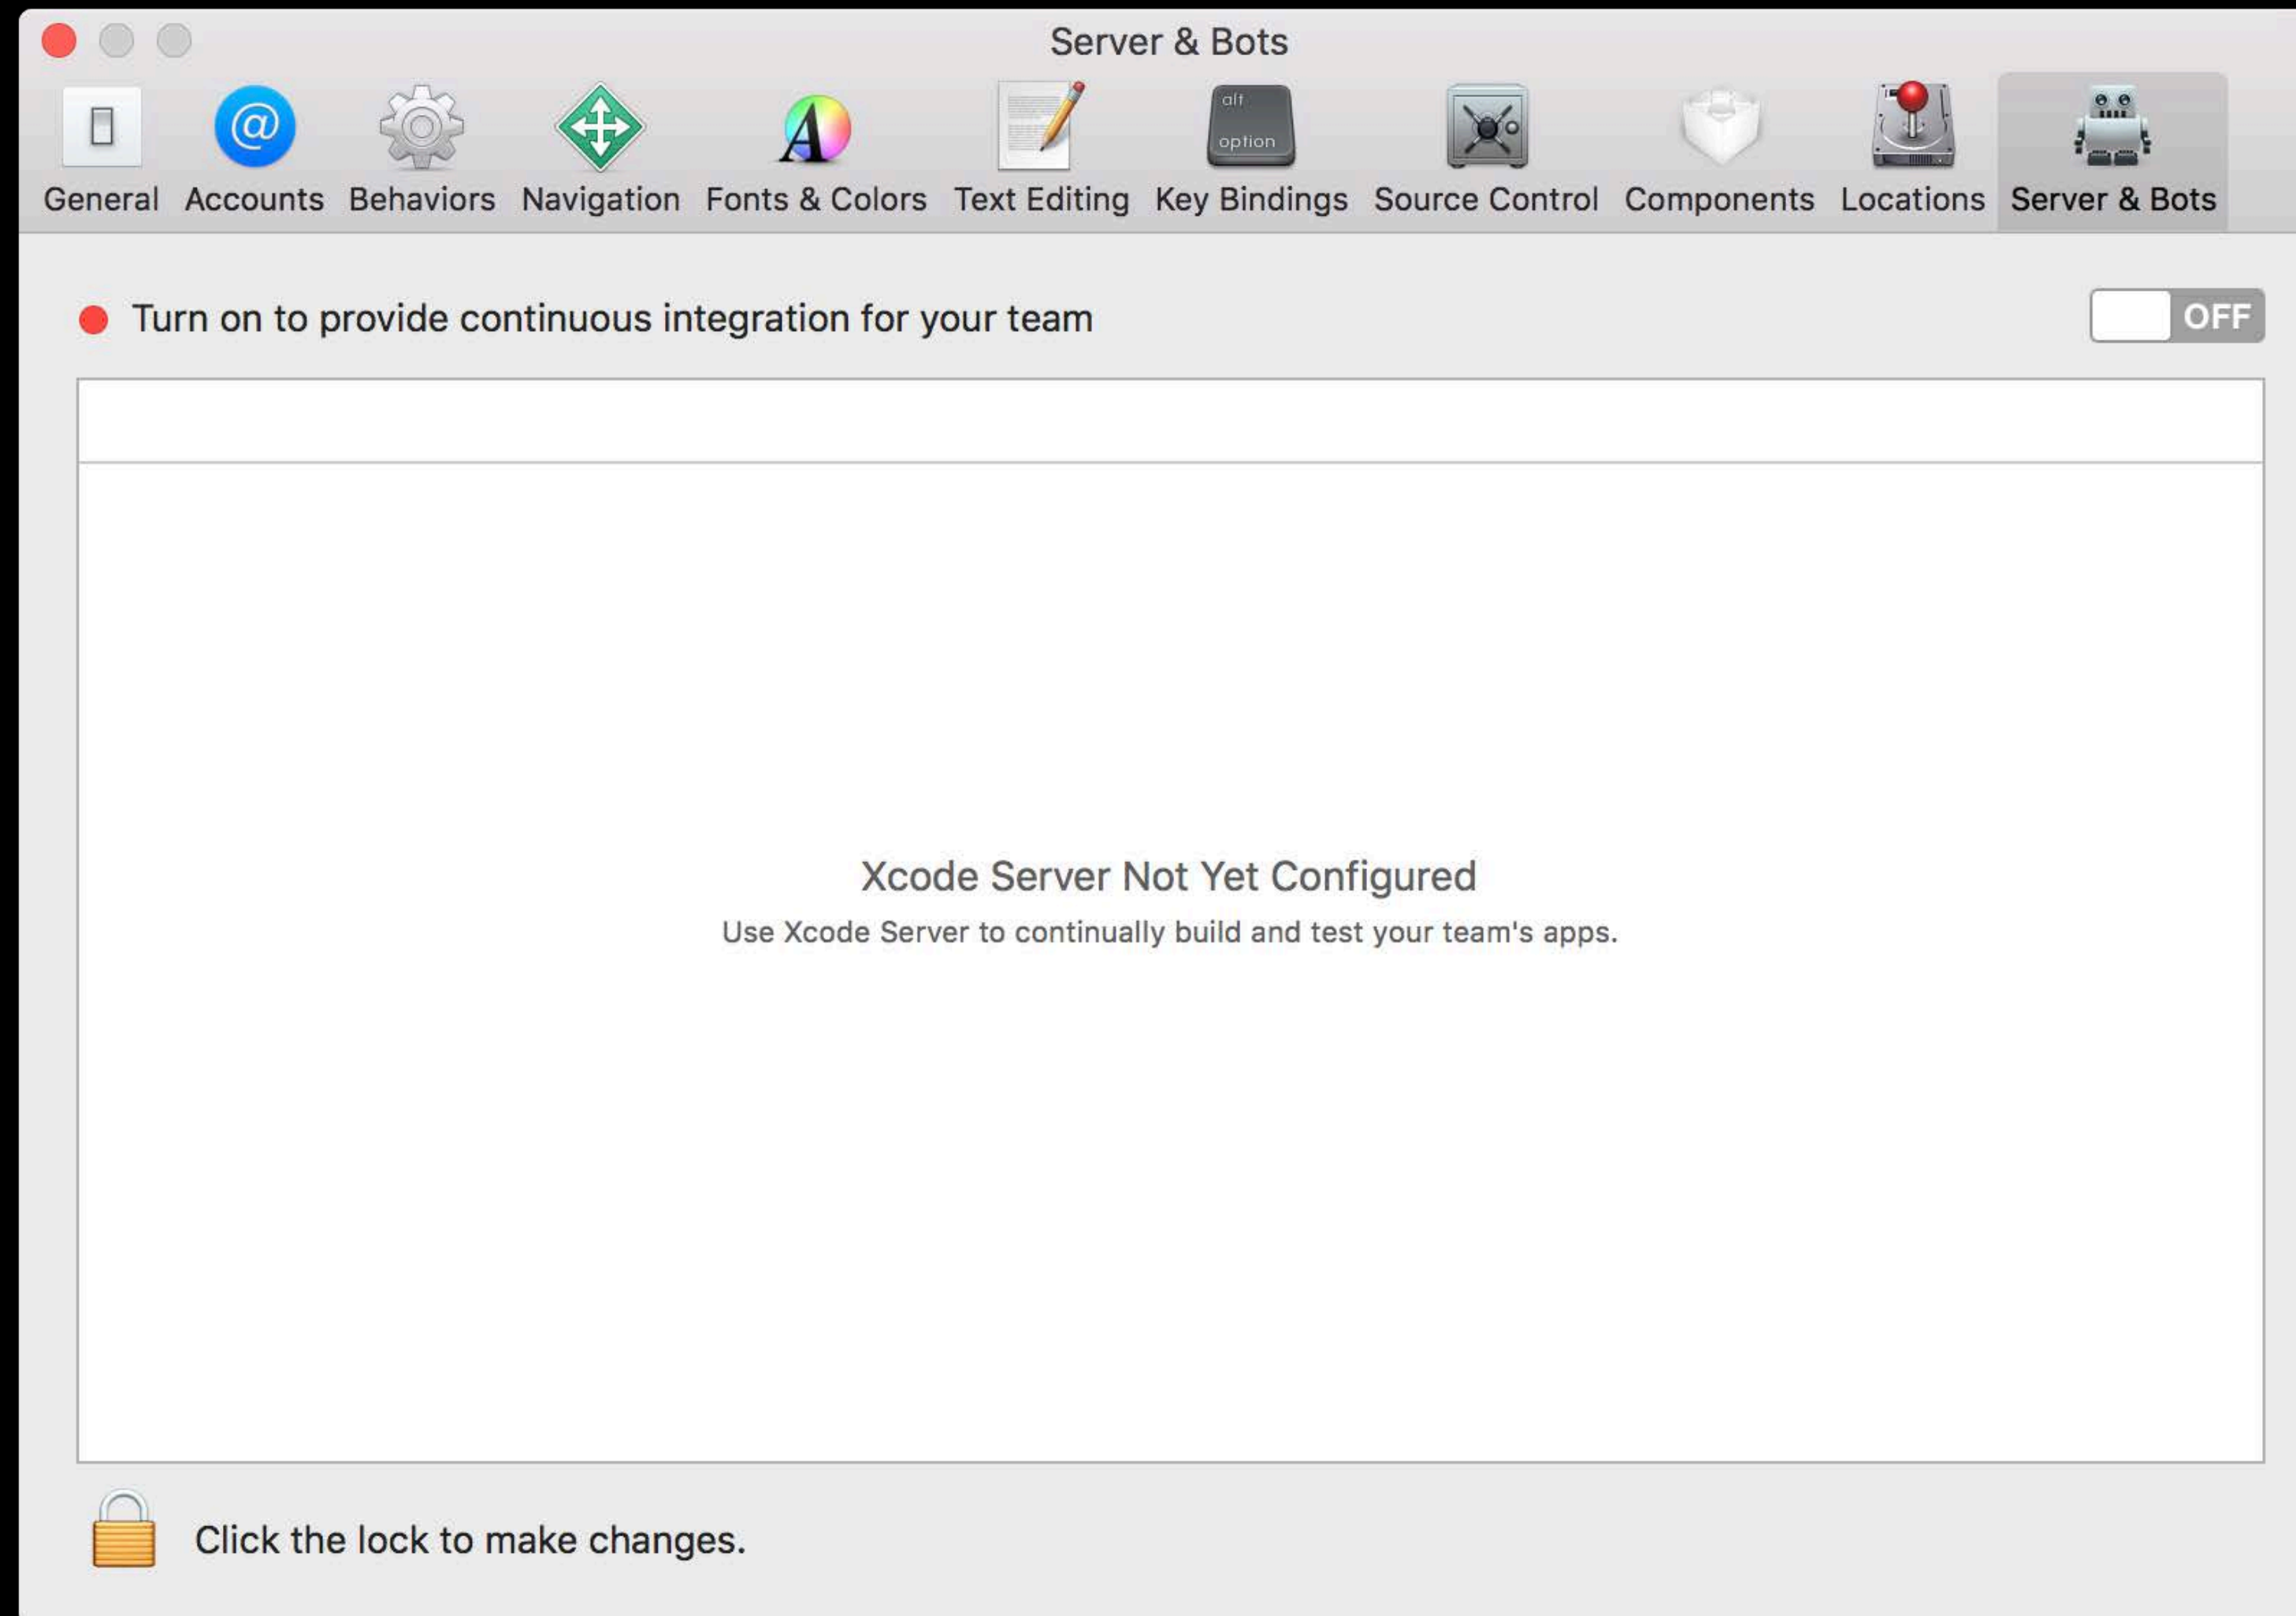 Server & Bots
alt
option
General Accounts Behaviors Navigation Fonts & Colors Text Editing Key Bindings Source Control Components Locations Server & Bots
Turn on to provide continuous integration for your team
OFF
Xcode Server Not Yet Configured
Use Xcode Server to continually build and test your team's apps.
Click the lock to make changes.